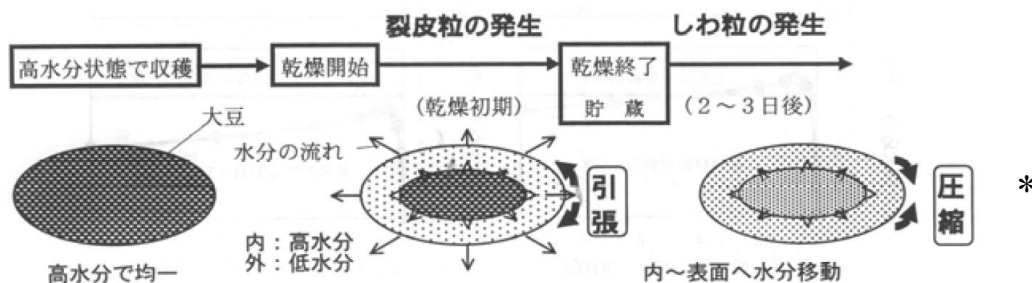 裂皮粒の発生
しわ粒の発生
高水分状態で収穫
乾燥開始
乾燥終了
貯蔵
(乾燥初期)
(2～3日後)
大豆
水分の流れ
引張
圧縮
*
内：高水分
外：低水分
高水分で均一
内～表面へ水分移動